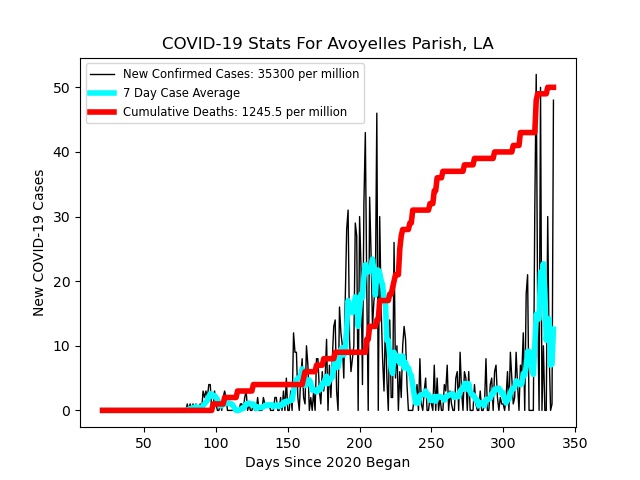 COVID-19 Stats For Avoyelles Parish, LA
New Confirmed Cases: 35300 per million
7 Day Case Average
Cumulative Deaths: 1245.5 per million
New COVID-19 Cases
50
40
30
20
10
0
50 100 150 200 250 300 350
Days Since 2020 Began